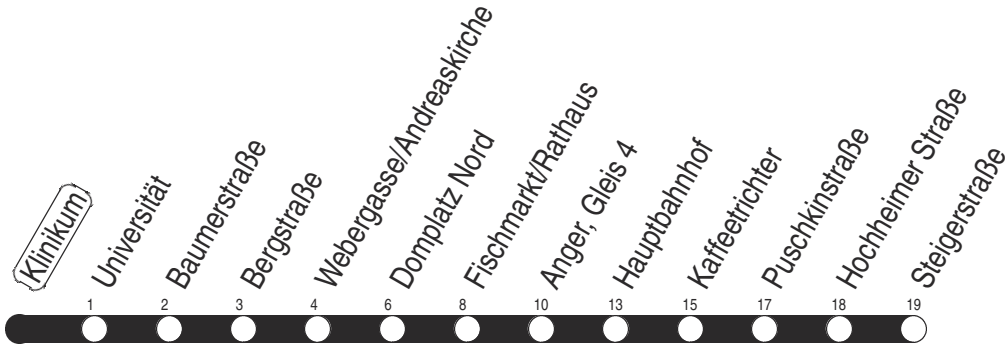 Klinikum
Universität
Baumerstraße
Bergstraße
Webergasse/Andreaskirche
Domplatz Nord
Fischmarkt/Rathaus
Anger, Gleis 4
Hauptbahnhof
Kaffeetrichter
Puschkinstraße
Hochheimer Straße
Steigerstraße
1 2 3 4 6 8 10 13 15 17 18 19